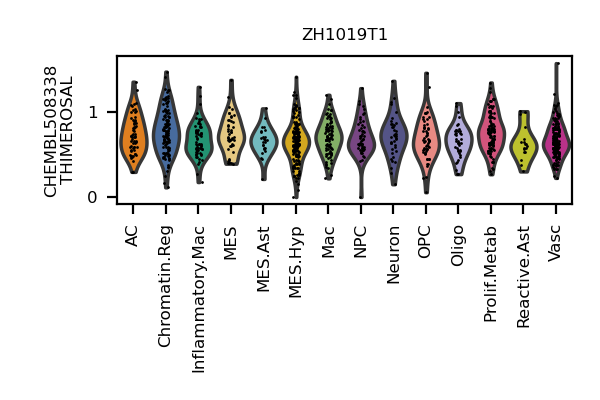 ZH1019T1
CHEMBL508338
THIMEROSAL
1
0
AC
Chromatin.Reg
Inflammatory.Mac
MES
MES.Ast
MES.Hyp
Mac
NPC
Neuron
OPC
Oligo
Prolif.Metab
Reactive.Ast
Vasc